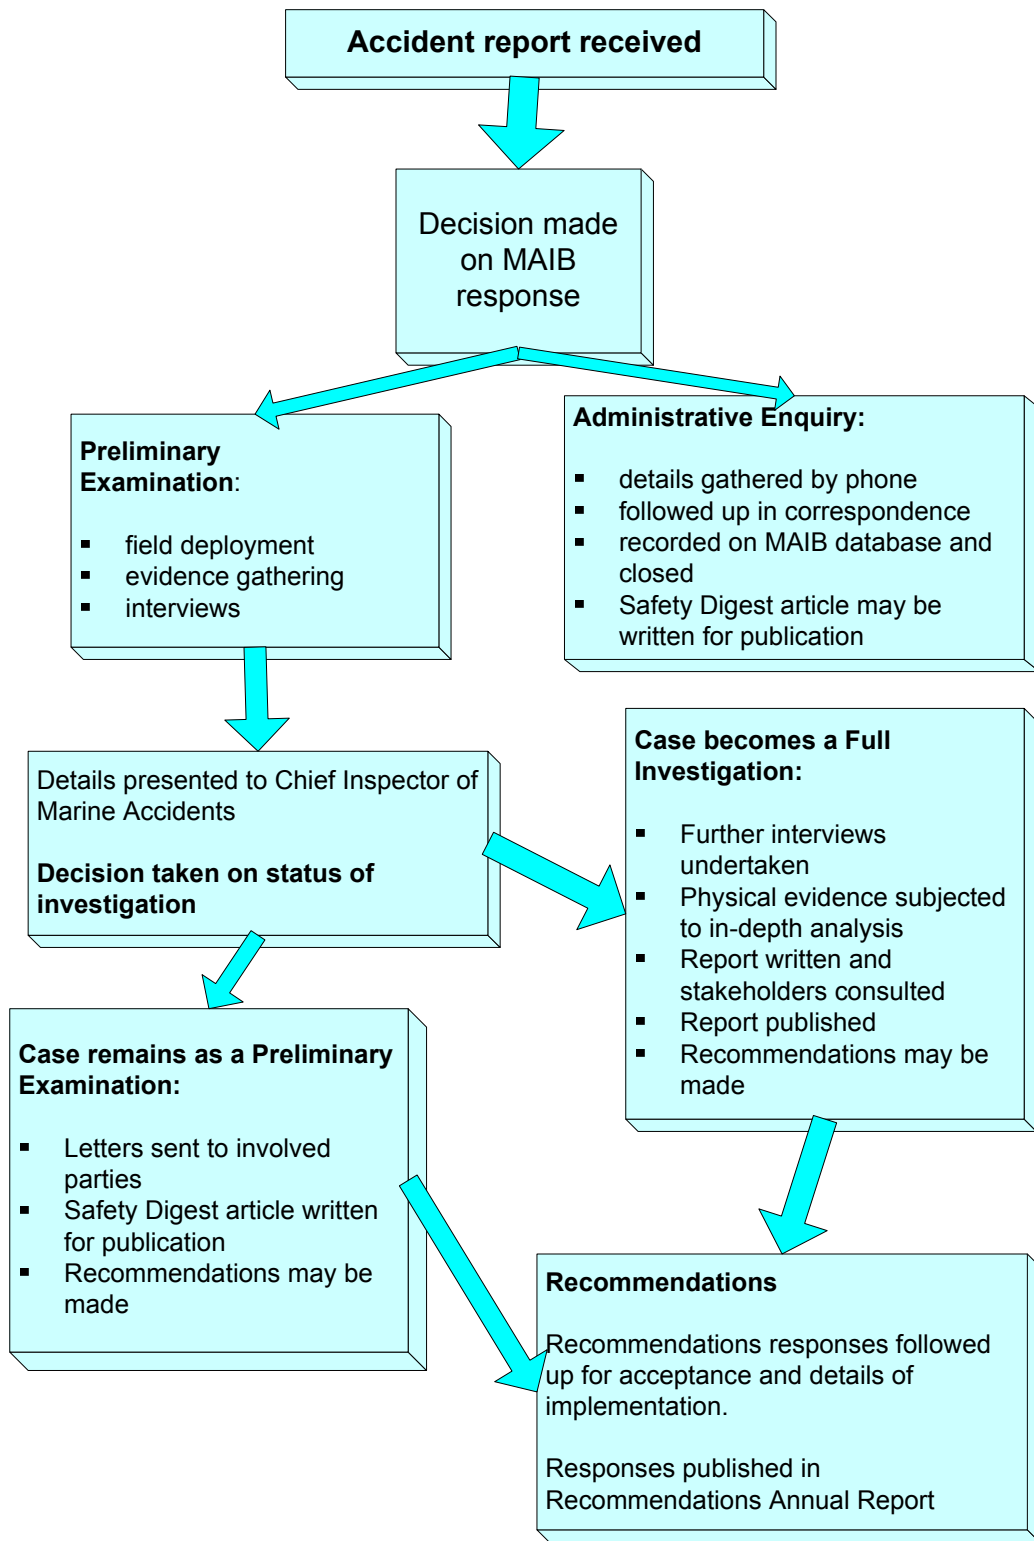 Accident report received
Decision made
on MAIB
response
Preliminary
Examination:
▪ field deployment
▪ evidence gathering
▪ interviews
Administrative Enquiry:
▪ details gathered by phone
▪ followed up in correspondence
▪ recorded on MAIB database and
closed
▪ Safety Digest article may be
written for publication
Details presented to Chief Inspector of
Marine Accidents
Decision taken on status of
investigation
Case becomes a Full
Investigation:
▪ Further interviews
undertaken
▪ Physical evidence subjected
to in-depth analysis
▪ Report written and
stakeholders consulted
▪ Report published
▪ Recommendations may be
made
Case remains as a Preliminary
Examination:
▪ Letters sent to involved
parties
▪ Safety Digest article written
for publication
▪ Recommendations may be
made
Recommendations
Recommendations responses followed
up for acceptance and details of
implementation.
Responses published in
Recommendations Annual Report